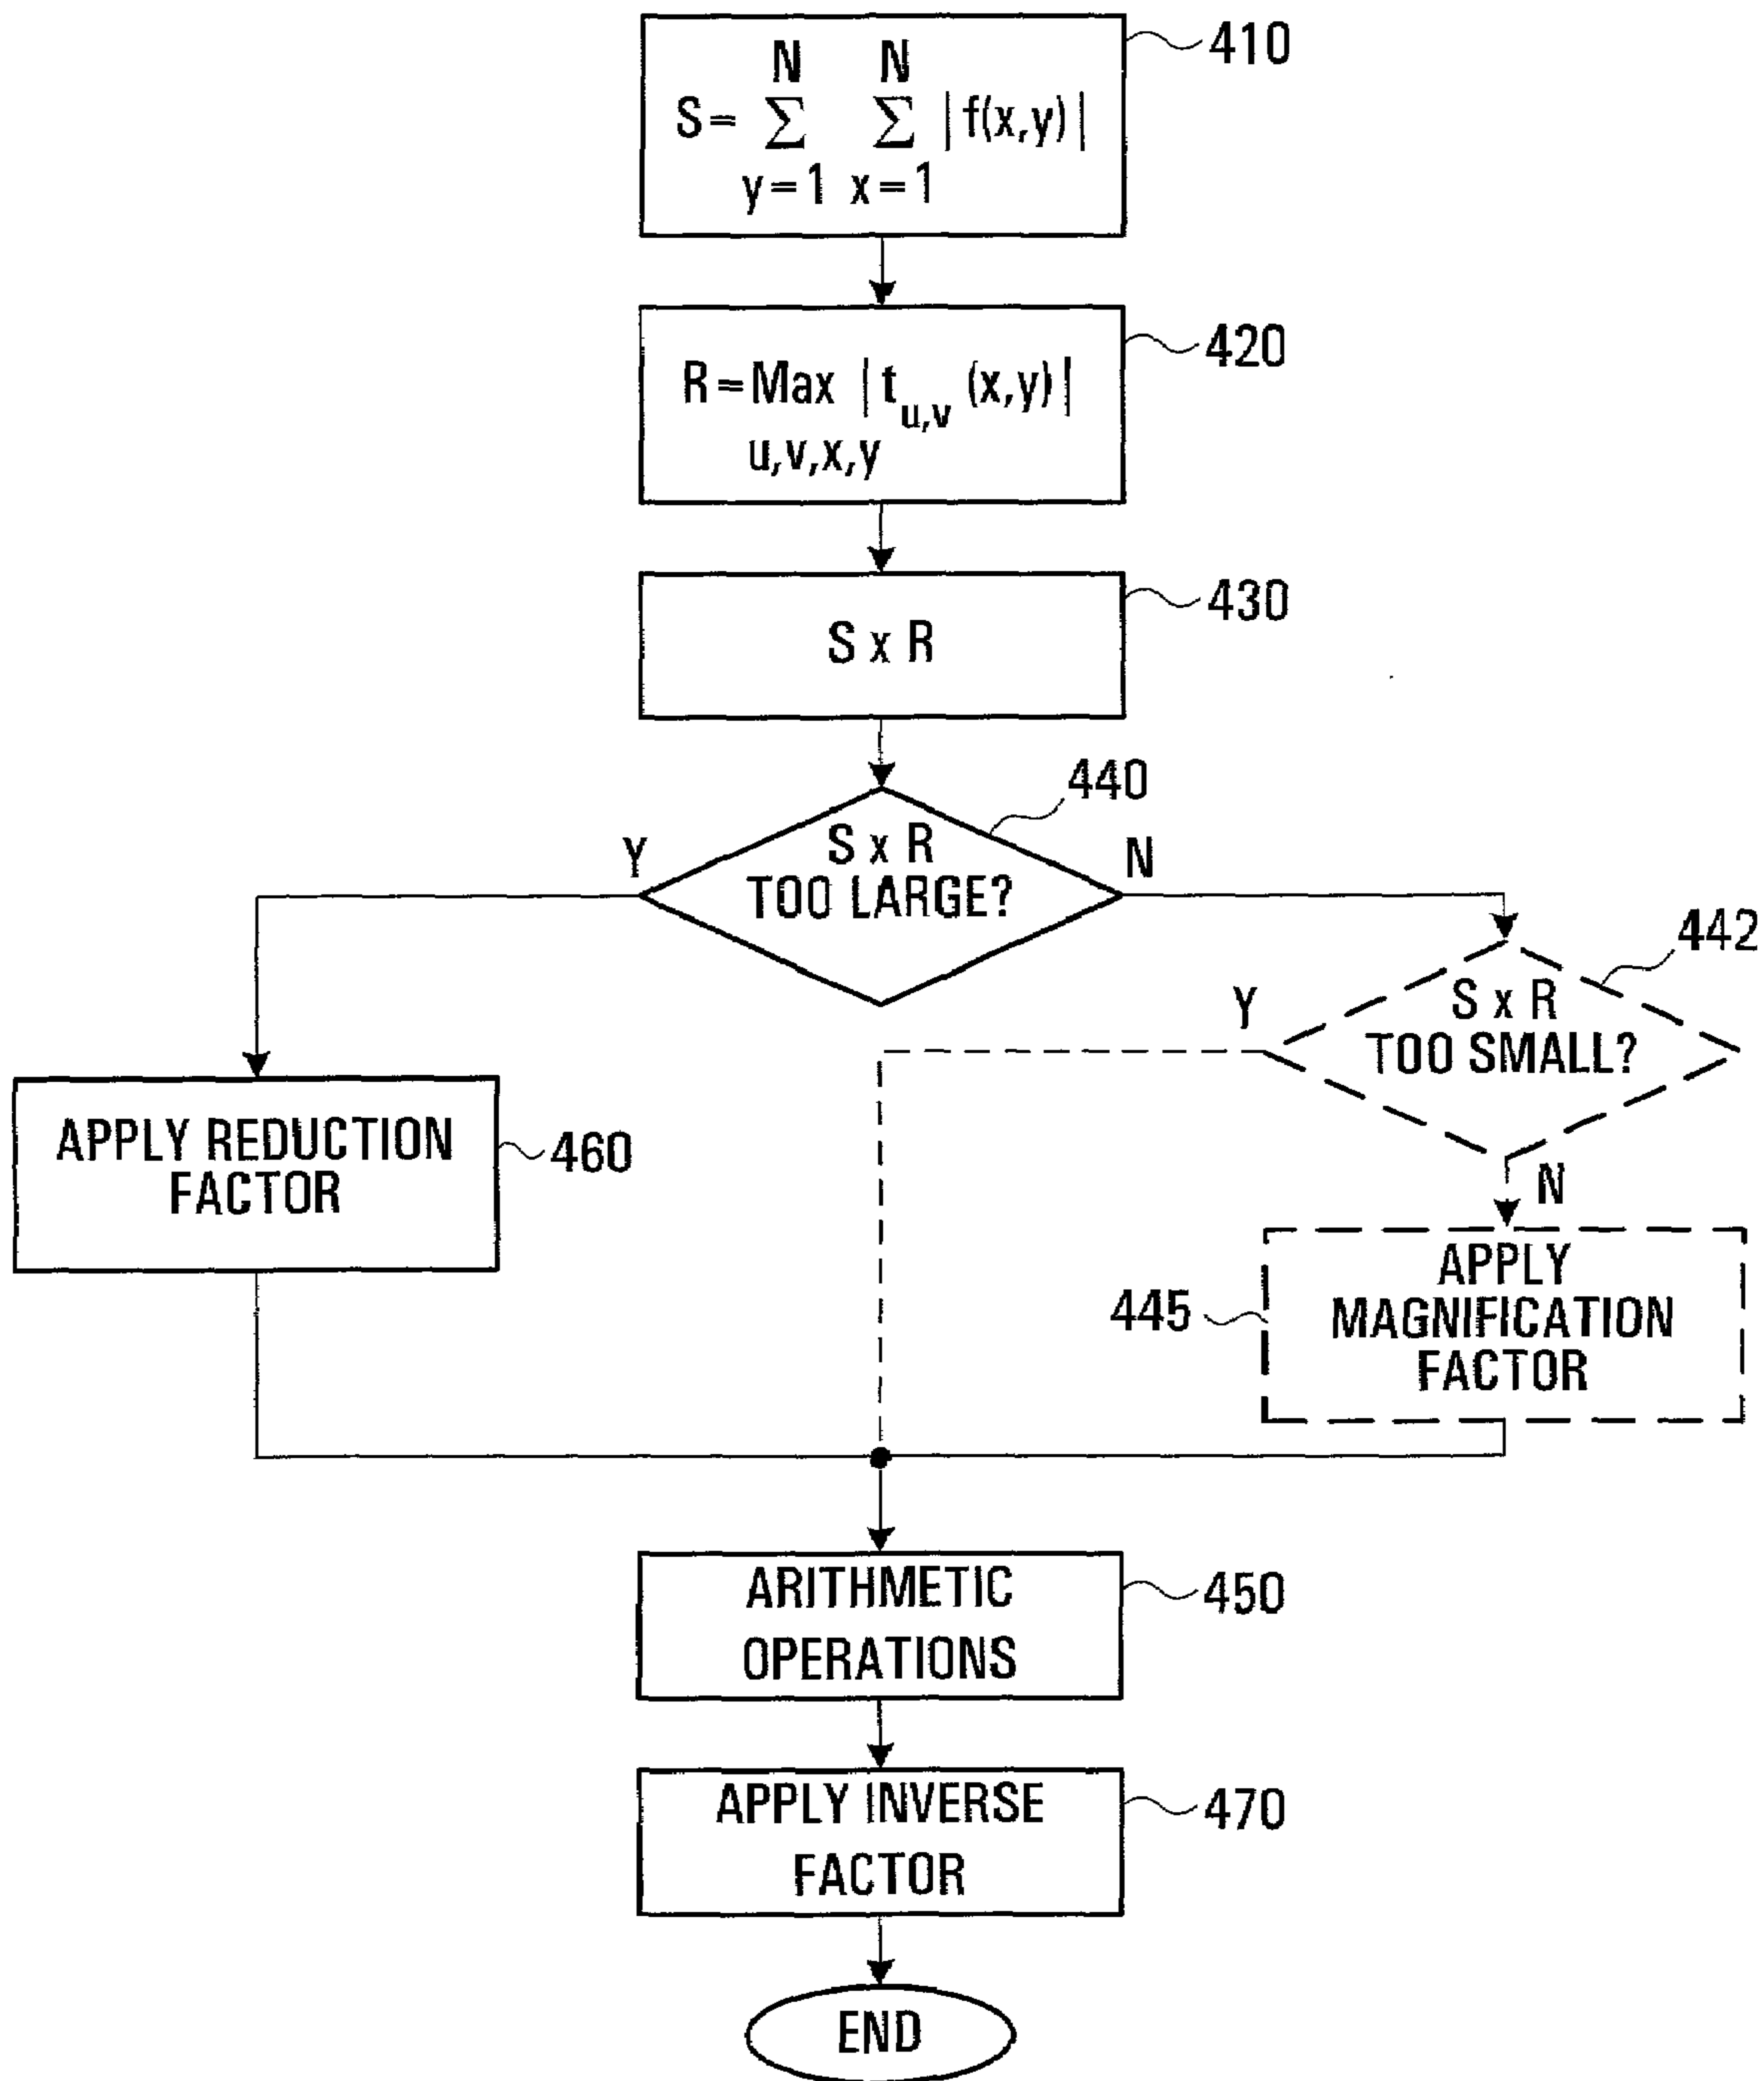 410
N N
S = Σ Σ | f(x,y) |
y = 1 x = 1
420
R = Max | t u,v (x,y) |
u,v,x,y
430
S x R
440
Y
S x R
TOO LARGE?
N
442
Y
S x R
TOO SMALL?
N
APPLY REDUCTION
FACTOR
460
445
APPLY
MAGNIFICATION
FACTOR
ARITHMETIC
OPERATIONS
450
APPLY INVERSE
FACTOR
470
END